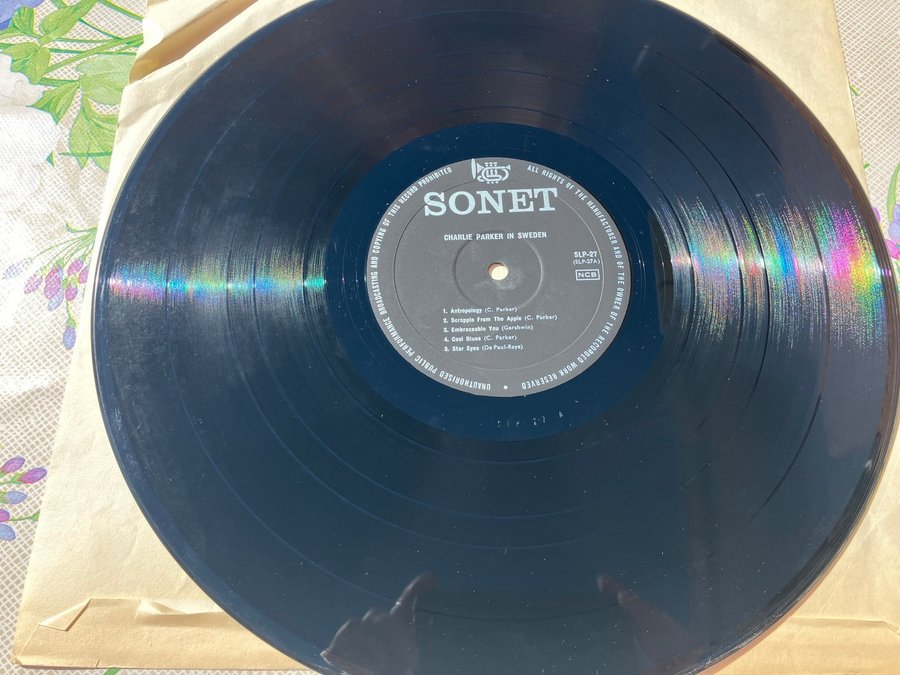 UNAUTHORISED PUBLIC PERFORMANCE BROADCASTING AND COPYING OF THIS RECORD PROHIBITED
ALL RIGHTS OF THE MANUFACTURER AND OF THE OWNER OF THE RECORDED WORK RESERVED
SONET
CHARLIE PARKER IN SWEDEN
SLP-27
(SLP-27A)
NCB
1. Antropology (C. Parker)
2. Scrapple From The Apple (C. Parker)
3. Embraceable You (Gershwin)
4. Cool Blues (C. Parker)
5. Star Eyes (De Paul-Raye)
SLP 27 A